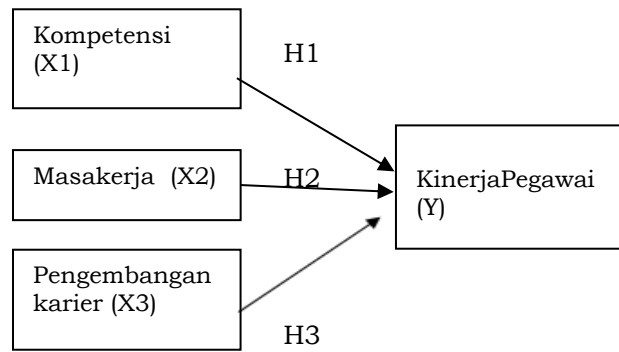 Kompetensi
(X1)
H1
Masakerja (X2)
H2
KinerjaPegawai
(Y)
Pengembangan
karier (X3)
H3